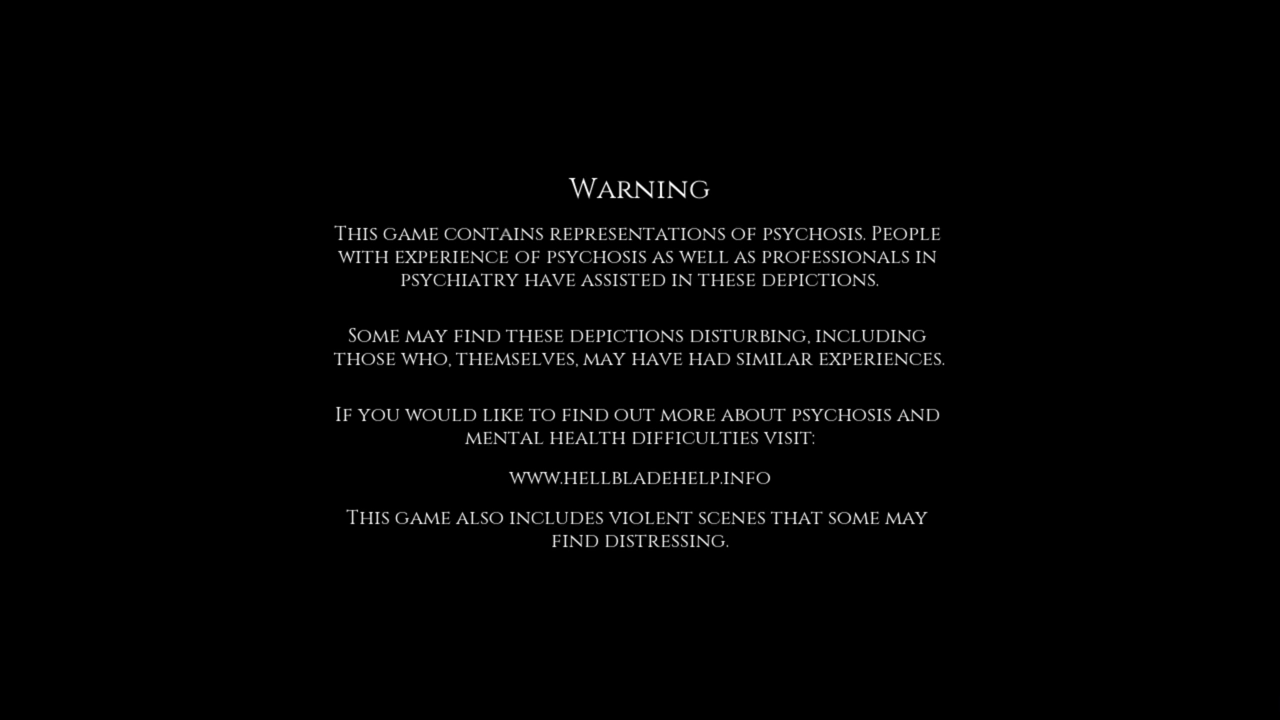 Warning
This game contains representations of psychosis. People
with experience of psychosis as well as professionals in
psychiatry have assisted in these depictions.
Some may find these depictions disturbing, including
those who, themselves, may have had similar experiences.
If you would like to find out more about psychosis and
mental health difficulties visit:
www.hellbladehelp.info
This game also includes violent scenes that some may
find distressing.